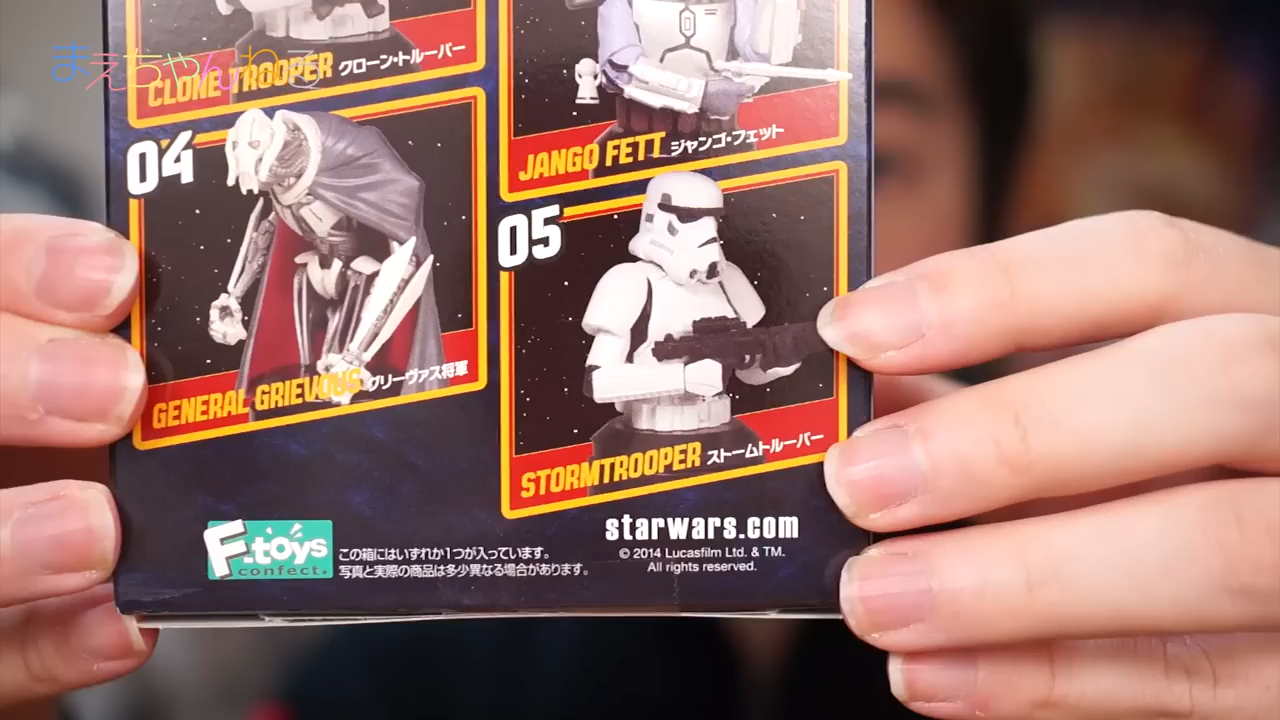 まえちゃんねる
CLONE TROOPER クローン・トルーパー
JANGO FETT ジャンゴ・フェット
04
GENERAL GRIEVOUS グリーヴァス将軍
05
STORMTROOPER ストームトルーパー
F.toys
confect.
この箱にはいずれか1つが入っています。
写真と実際の商品は多少異なる場合があります。
starwars.com
© 2014 Lucasfilm Ltd. & TM.
All rights reserved.